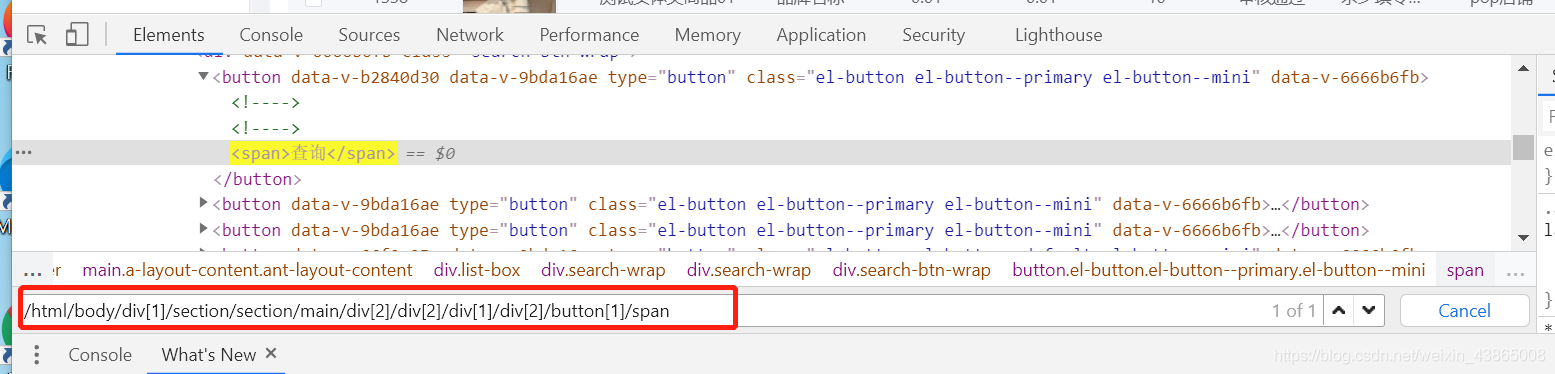 Elements Console Sources Network Performance Memory Application Security Lighthouse
<button data-v-b2840d30 data-v-9bda16ae type="button" class="el-button el-button--primary el-button--mini" data-v-6666b6fb>
<!---->
<!---->
… <span>查询</span> == $0
</button>
<button data-v-9bda16ae type="button" class="el-button el-button--primary el-button--mini" data-v-6666b6fb>…</button>
<button data-v-9bda16ae type="button" class="el-button el-button--primary el-button--mini" data-v-6666b6fb>…</button>
… er main.a-layout-content.ant-layout-content div.list-box div.search-wrap div.search-wrap div.search-btn-wrap button.el-button.el-button--primary.el-button--mini span …
/html/body/div[1]/section/section/main/div[2]/div[2]/div[1]/div[2]/button[1]/span 1 of 1 Cancel
Console What's New ×
https://blog.csdn.net/weixin_43865008